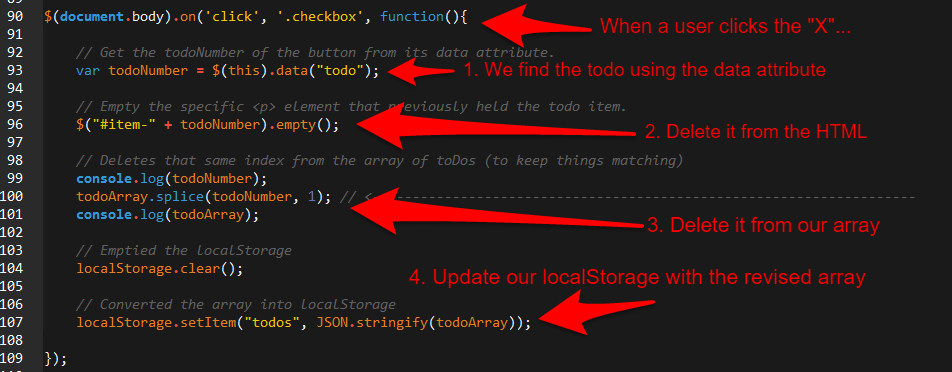 89
90 $(document.body).on('click', '.checkbox', function(){ When a user clicks the "X"...
91
92 // Get the todoNumber of the button from its data attribute.
93 var todoNumber = $(this).data("todo"); 1. We find the todo using the data attribute
94
95 // Empty the specific <p> element that previously held the todo item.
96 $("#item-" + todoNumber).empty(); 2. Delete it from the HTML
97
98 // Deletes that same index from the array of toDos (to keep things matching)
99 console.log(todoNumber);
100 todoArray.splice(todoNumber, 1); // <----------------------------------------------------------------------
101 console.log(todoArray); 3. Delete it from our array
102
103 // Emptied the localStorage
104 localStorage.clear(); 4. Update our localStorage with the revised array
105
106 // Converted the array into localStorage
107 localStorage.setItem("todos", JSON.stringify(todoArray));
108
109 });